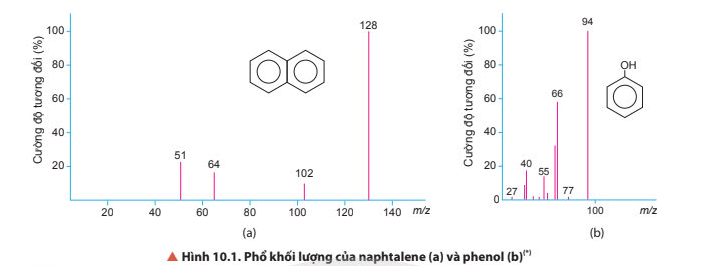 Cường độ tương đối (%)
100
80
60
40
20
51
64
102
128
20 40 60 80 100 120 140 m/z
(a)
Cường độ tương đối (%)
100
80
60
40
20
0
27
40
55
66
77
94
OH
100 m/z
(b)
▲ Hình 10.1. Phổ khối lượng của naphtalene (a) và phenol (b)(*)